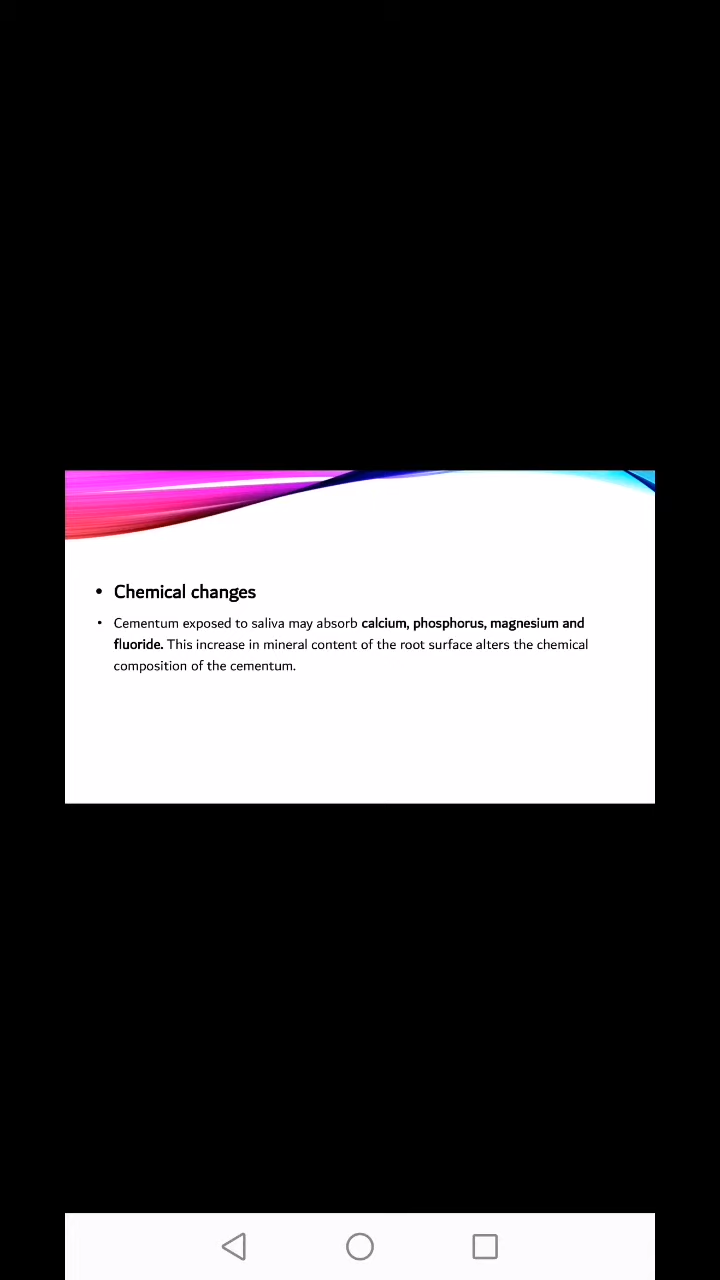 • Chemical changes
• Cementum exposed to saliva may absorb calcium, phosphorus, magnesium and
fluoride. This increase in mineral content of the root surface alters the chemical
composition of the cementum.